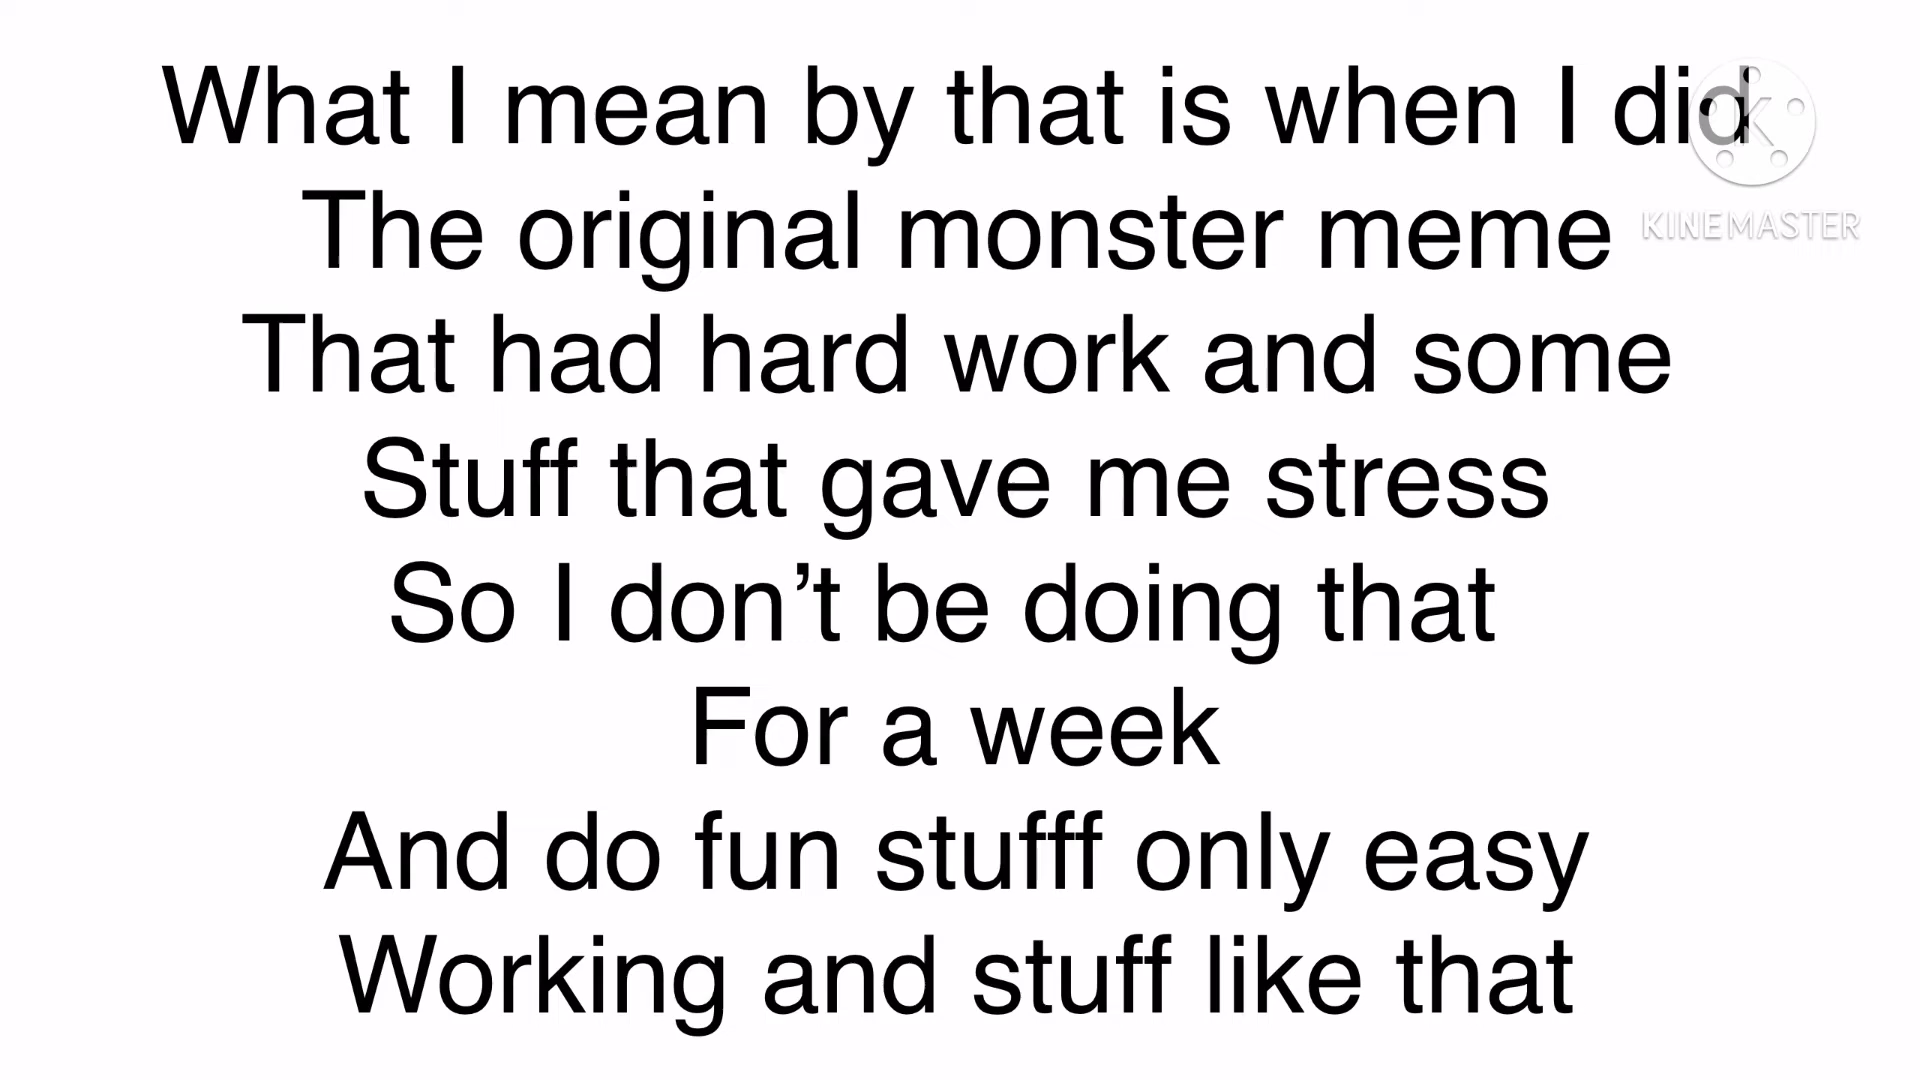 What I mean by that is when I did
The original monster meme
KINEMASTER
That had hard work and some
Stuff that gave me stress
So I don’t be doing that
For a week
And do fun stufff only easy
Working and stuff like that